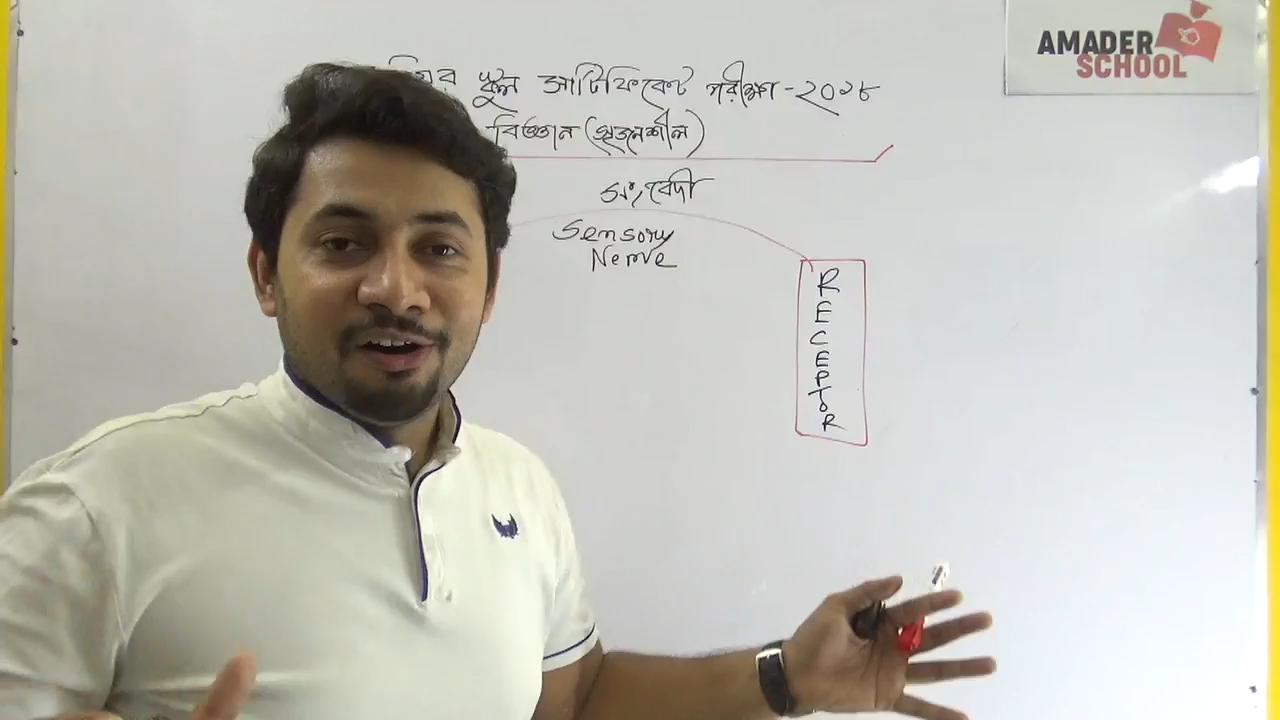 স্কুল সার্টিফিকেট পরীক্ষা-২০১৮
বিজ্ঞান (সৃজনশীল)
সংবেদী
Sensory
Nerve
RECEPTOR
AMADER
SCHOOL